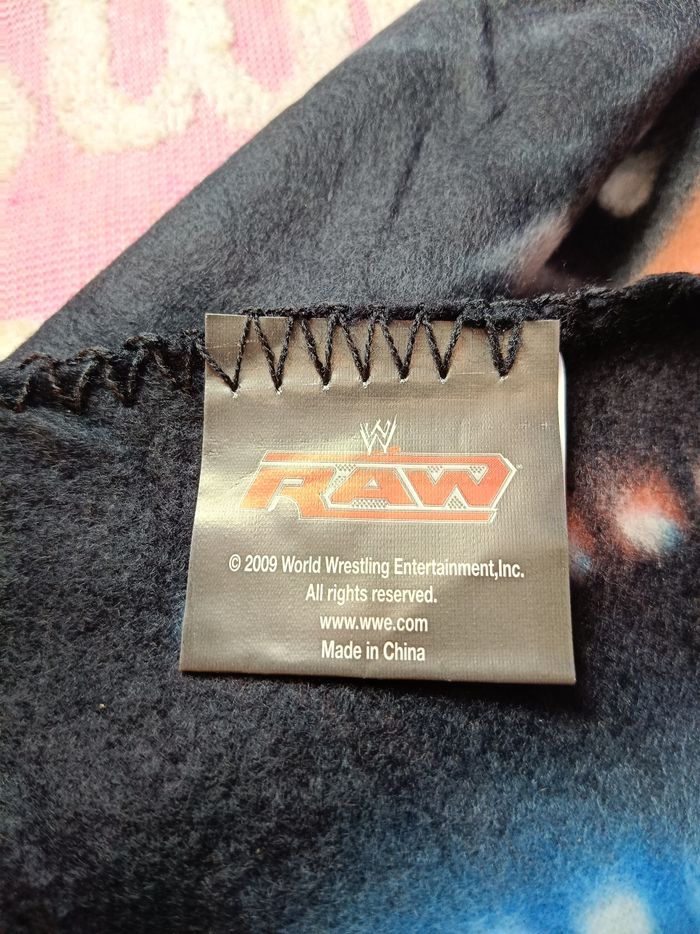 W
RAW
© 2009 World Wrestling Entertainment,Inc.
All rights reserved.
www.wwe.com
Made in China